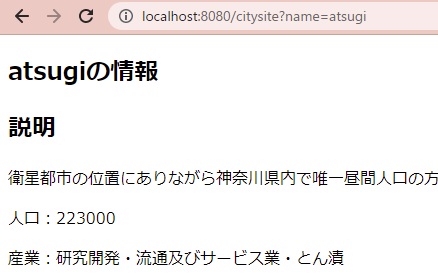 localhost:8080/citysite?name=atsugi
atsugiの情報
説明
衛星都市の位置にありながら神奈川県内で唯一昼間人口の方
人口：223000
産業：研究開発・流通及びサービス業・とん漬